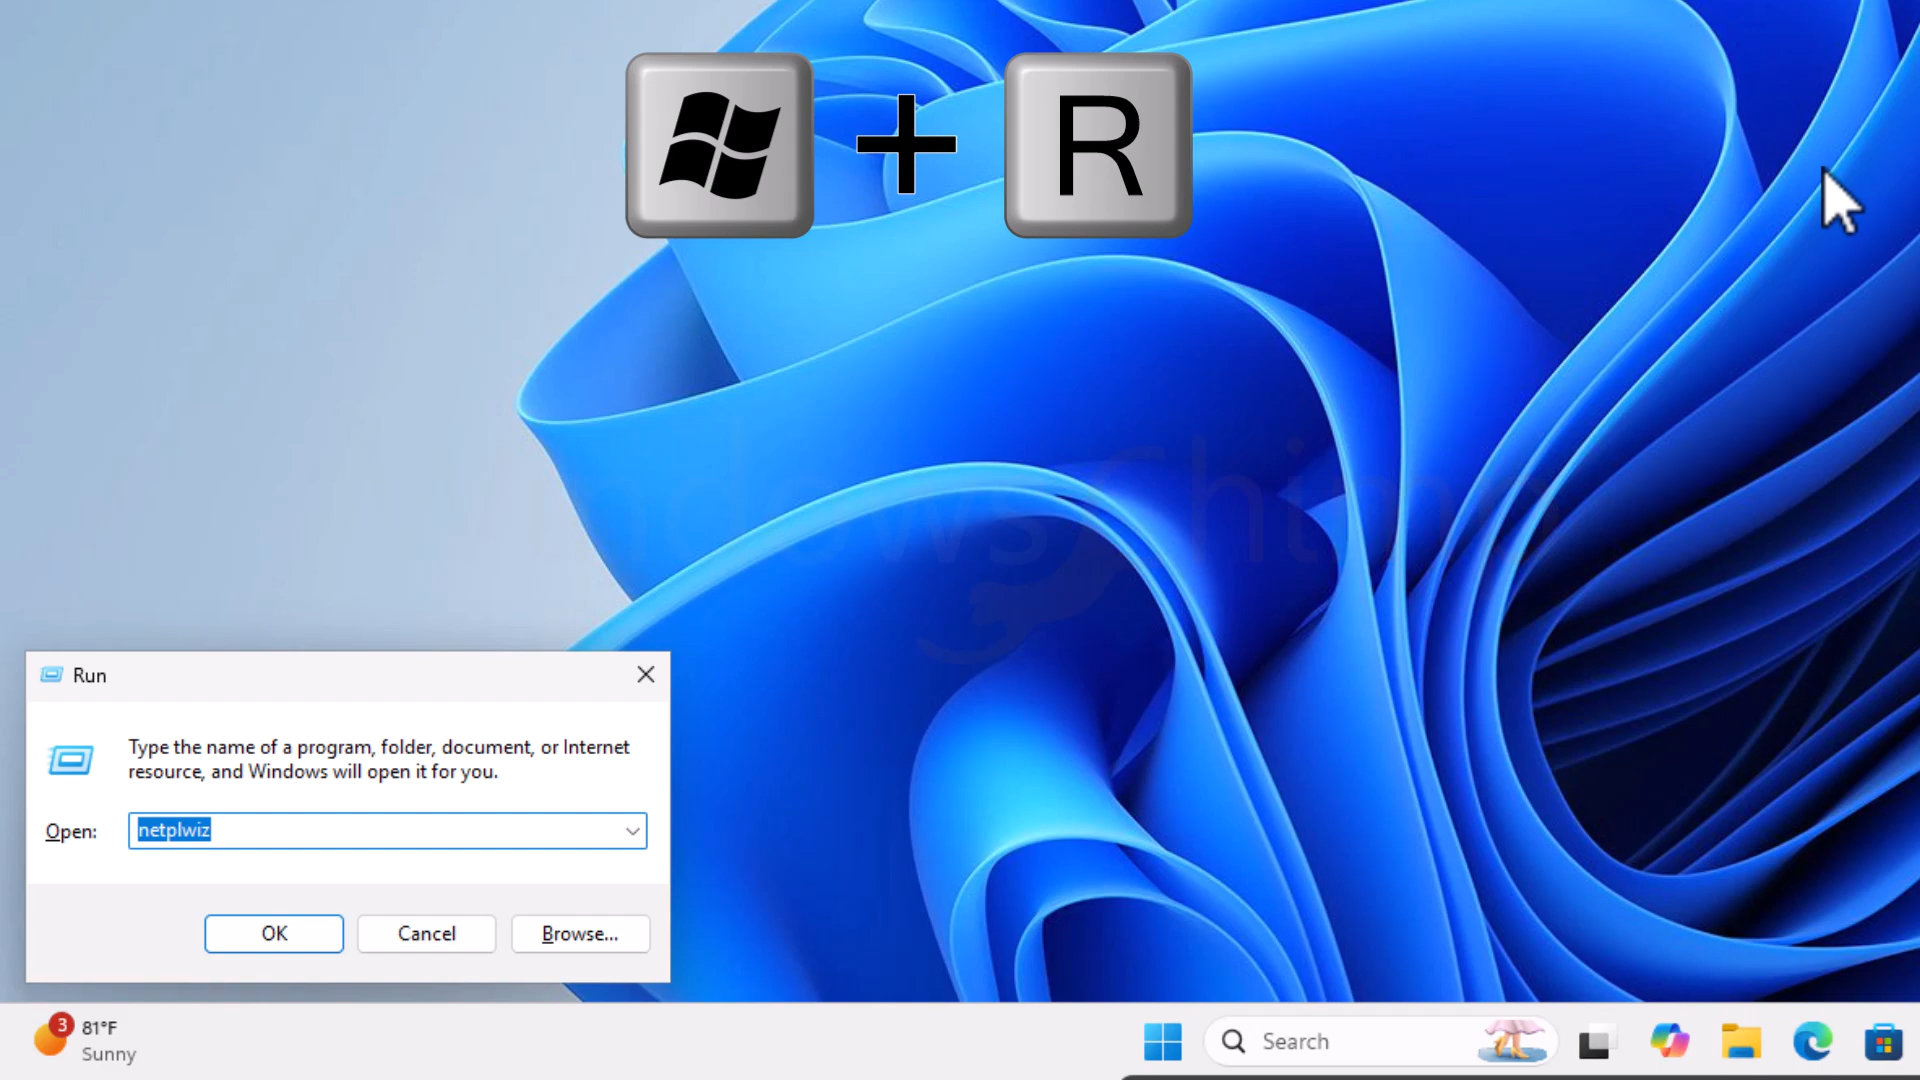 + R
Run
Type the name of a program, folder, document, or Internet
resource, and Windows will open it for you.
Open: netplwiz
OK Cancel Browse...
3 81°F
Sunny
Search